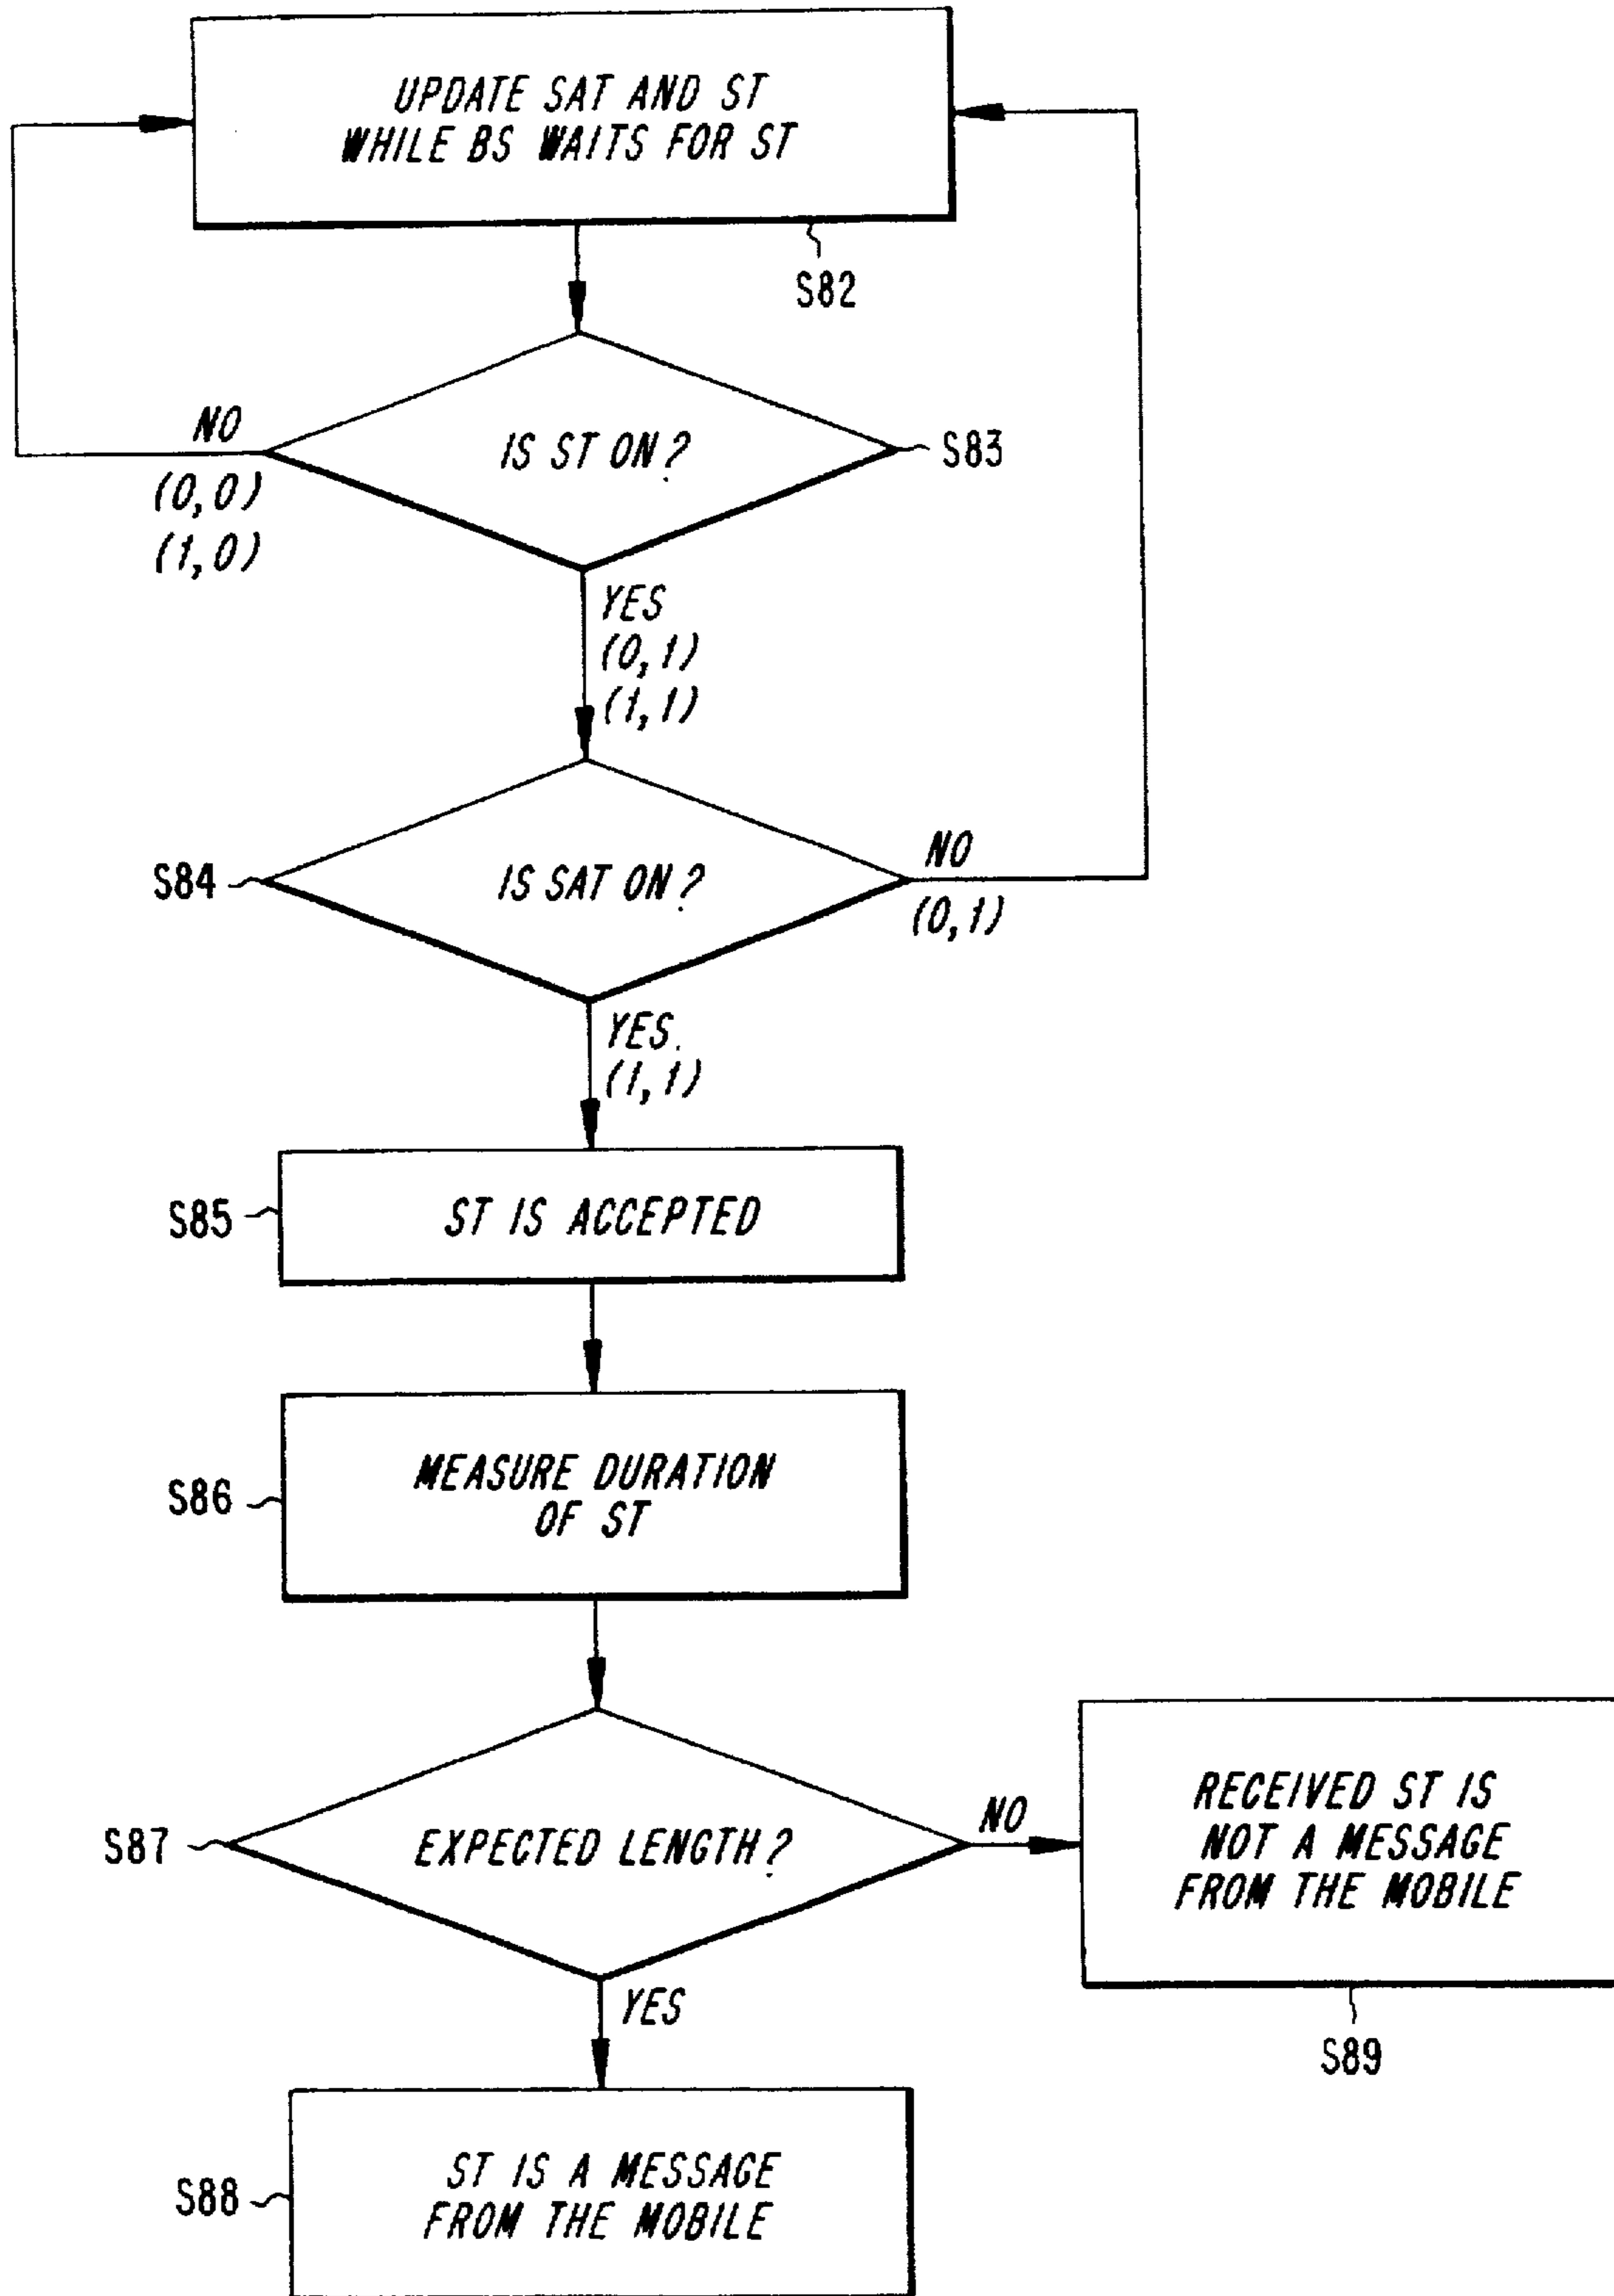 UPDATE SAT AND ST
WHILE BS WAITS FOR ST
S82
IS ST ON?
S83
NO
(0,0)
(1,0)
YES
(0,1)
(1,1)
S84
IS SAT ON?
NO
(0,1)
YES
(1,1)
S85
ST IS ACCEPTED
S86
MEASURE DURATION
OF ST
S87
EXPECTED LENGTH?
NO
RECEIVED ST IS
NOT A MESSAGE
FROM THE MOBILE
S89
YES
S88
ST IS A MESSAGE
FROM THE MOBILE